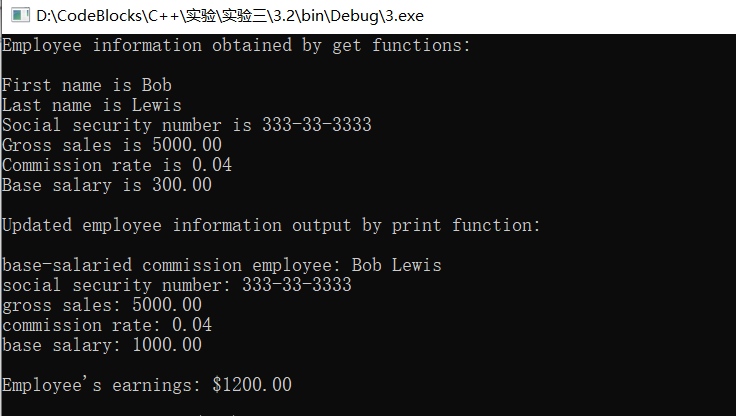 D:\CodeBlocks\C++\实验\实验三\3.2\bin\Debug\3.exe
Employee information obtained by get functions:
First name is Bob
Last name is Lewis
Social security number is 333-33-3333
Gross sales is 5000.00
Commission rate is 0.04
Base salary is 300.00
Updated employee information output by print function:
base-salaried commission employee: Bob Lewis
social security number: 333-33-3333
gross sales: 5000.00
commission rate: 0.04
base salary: 1000.00
Employee's earnings: $1200.00